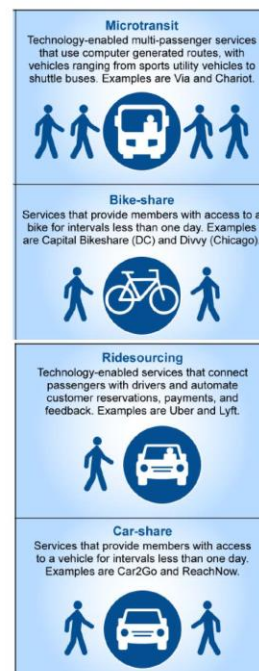 Microtransit
Technology-enabled multi-passenger services
that use computer generated routes, with
vehicles ranging from sports utility vehicles to
shuttle buses. Examples are Via and Chariot.
Bike-share
Services that provide members with access to a
bike for intervals less than one day. Examples
are Capital Bikeshare (DC) and Divvy (Chicago).
Ridesourcing
Technology-enabled services that connect
passengers with drivers and automate
customer reservations, payments, and
feedback. Examples are Uber and Lyft.
Car-share
Services that provide members with access
to a vehicle for intervals less than one day.
Examples are Car2Go and ReachNow.